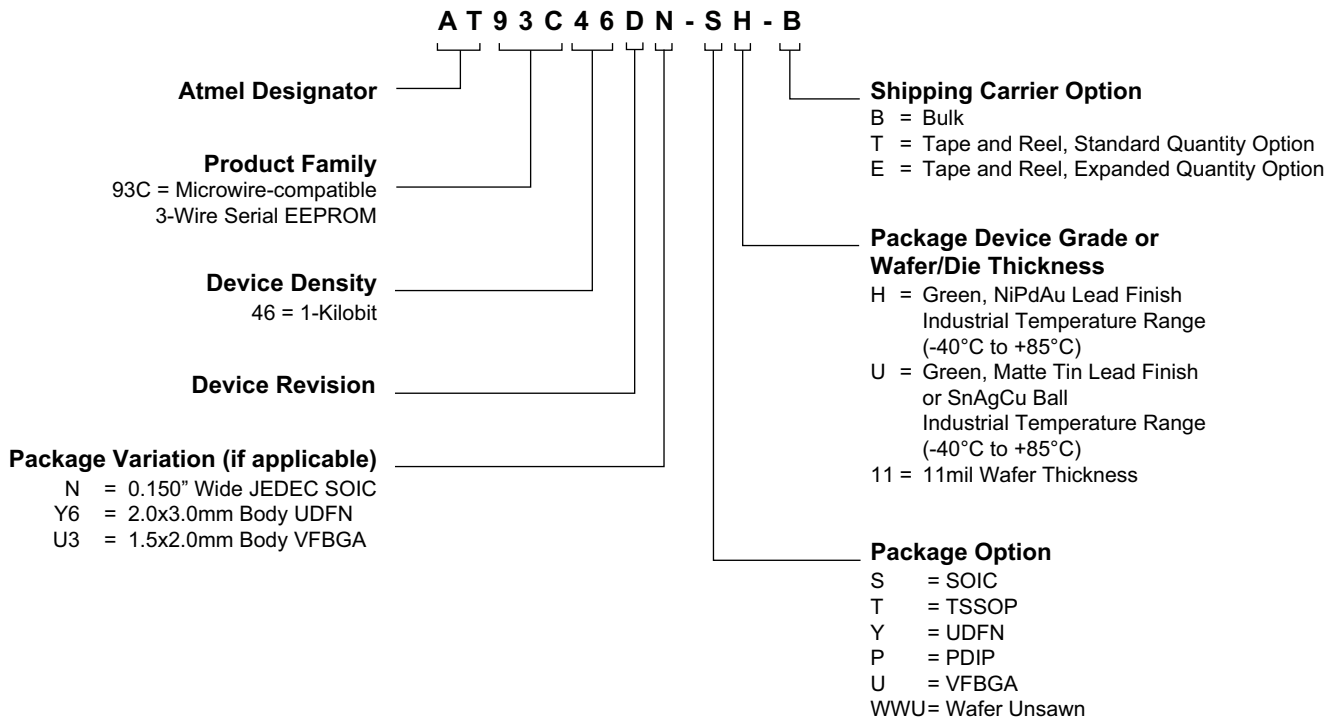 AT93C46DN-SH-B
Atmel Designator
Product Family
93C = Microwire-compatible
3-Wire Serial EEPROM
Device Density
46 = 1-Kilobit
Device Revision
Package Variation (if applicable)
N = 0.150” Wide JEDEC SOIC
Y6 = 2.0x3.0mm Body UDFN
U3 = 1.5x2.0mm Body VFBGA
Shipping Carrier Option
B = Bulk
T = Tape and Reel, Standard Quantity Option
E = Tape and Reel, Expanded Quantity Option
Package Device Grade or
Wafer/Die Thickness
H = Green, NiPdAu Lead Finish
Industrial Temperature Range
(-40°C to +85°C)
U = Green, Matte Tin Lead Finish
or SnAgCu Ball
Industrial Temperature Range
(-40°C to +85°C)
11 = 11mil Wafer Thickness
Package Option
S = SOIC
T = TSSOP
Y = UDFN
P = PDIP
U = VFBGA
WWU= Wafer Unsawn